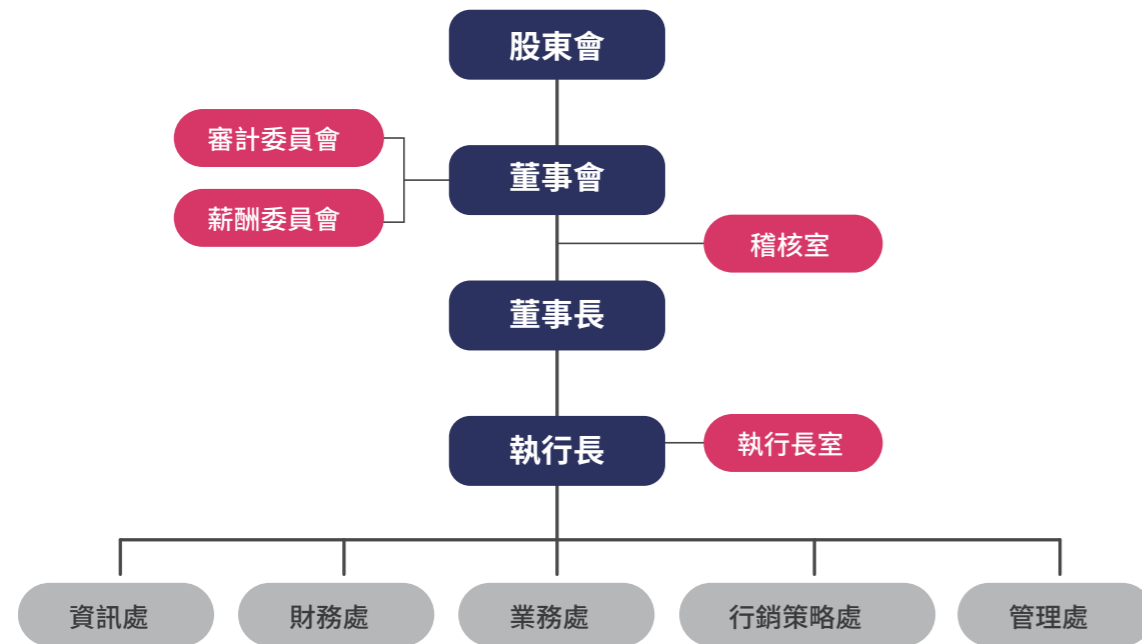 股東會
審計委員會
董事會
薪酬委員會
稽核室
董事長
執行長
執行長室
資訊處
財務處
業務處
行銷策略處
管理處